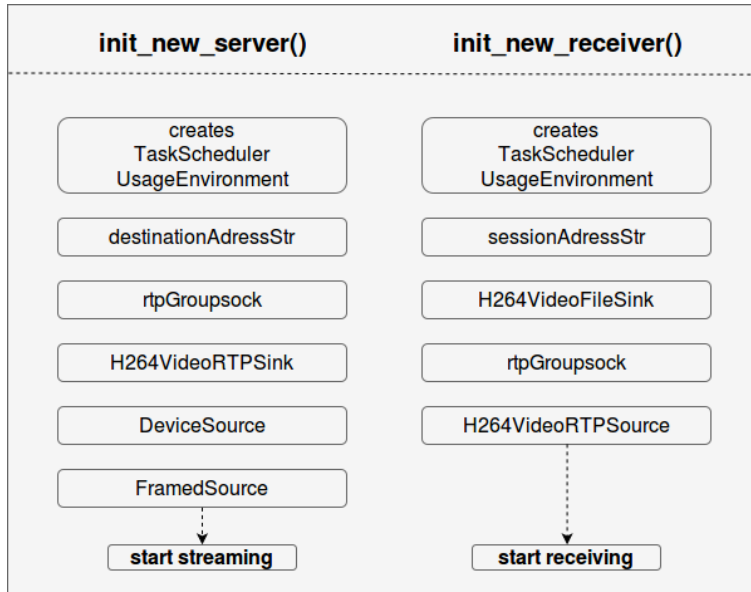 init_new_server()
init_new_receiver()
creates
TaskScheduler
UsageEnvironment
destinationAdressStr
rtpGroupsock
H264VideoRTPSink
DeviceSource
FramedSource
start streaming
creates
TaskScheduler
UsageEnvironment
sessionAdressStr
H264VideoFileSink
rtpGroupsock
H264VideoRTPSource
start receiving